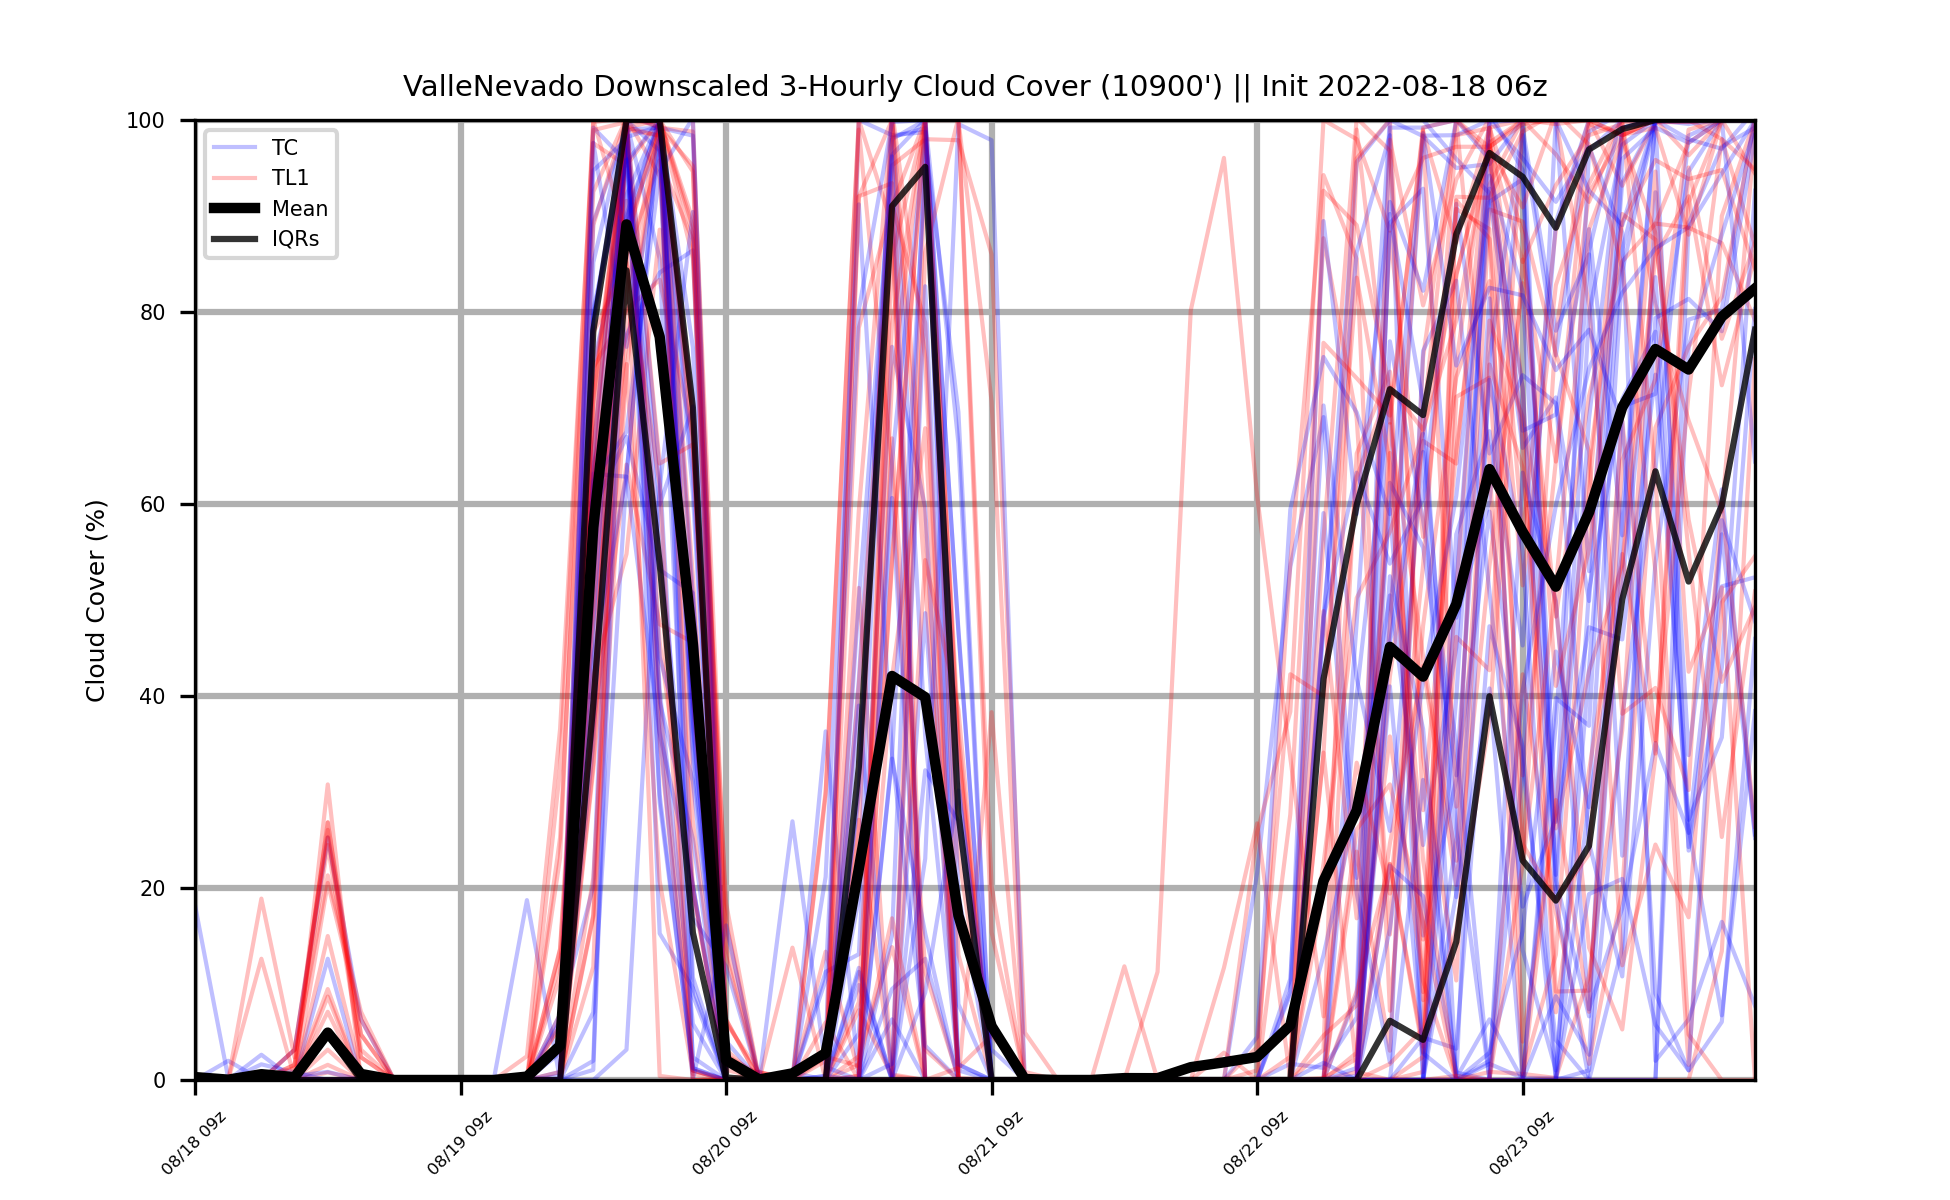 ValleNevado Downscaled 3-Hourly Cloud Cover (10900') || Init 2022-08-18 06z
100
80
60
40
20
0
Cloud Cover (%)
TC
TL1
Mean
IQRs
08/18 09z
08/19 09z
08/20 09z
08/21 09z
08/22 09z
08/23 09z